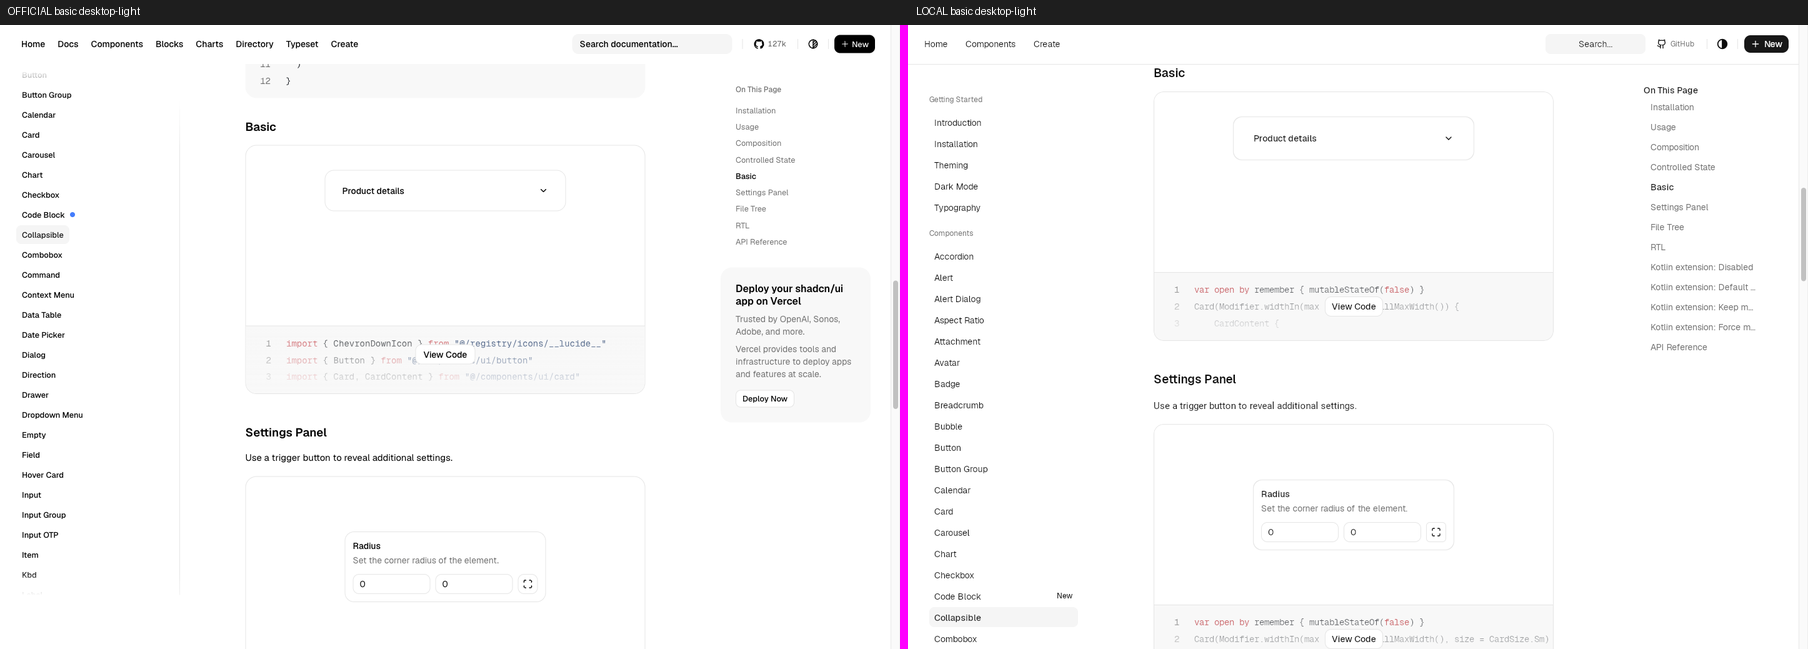 OFFICIAL basic desktop-light
Home Docs Components Blocks Charts Directory Typeset Create
Search documentation...
127k
+ New
Button
Button Group
Calendar
Card
Carousel
Chart
Checkbox
Code Block
Collapsible
Combobox
Command
Context Menu
Data Table
Date Picker
Dialog
Direction
Drawer
Dropdown Menu
Empty
Field
Hover Card
Input
Input Group
Input OTP
Item
Kbd
11 )
12 }
Basic
Product details
1 import { ChevronDownIcon } from "@/registry/icons/__lucide__"
2 import { Button } from "@ /ui/button"
3 import { Card, CardContent } from "@/components/ui/card"
View Code
Settings Panel
Use a trigger button to reveal additional settings.
Radius
Set the corner radius of the element.
0 0
On This Page
Installation
Usage
Composition
Controlled State
Basic
Settings Panel
File Tree
RTL
API Reference
Deploy your shadcn/ui
app on Vercel
Trusted by OpenAI, Sonos,
Adobe, and more.
Vercel provides tools and
infrastructure to deploy apps
and features at scale.
Deploy Now
LOCAL basic desktop-light
Home Components Create
Search...
GitHub
+ New
Getting Started
Introduction
Installation
Theming
Dark Mode
Typography
Components
Accordion
Alert
Alert Dialog
Aspect Ratio
Attachment
Avatar
Badge
Breadcrumb
Bubble
Button
Button Group
Calendar
Card
Carousel
Chart
Checkbox
Code Block New
Collapsible
Combobox
Basic
Product details
1 var open by remember { mutableStateOf(false) }
2 Card(Modifier.widthIn(max llMaxWidth()) {
3 CardContent {
View Code
Settings Panel
Use a trigger button to reveal additional settings.
Radius
Set the corner radius of the element.
0 0
1 var open by remember { mutableStateOf(false) }
2 Card(Modifier.widthIn(max llMaxWidth(), size = CardSize.Sm)
View Code
On This Page
Installation
Usage
Composition
Controlled State
Basic
Settings Panel
File Tree
RTL
Kotlin extension: Disabled
Kotlin extension: Default ...
Kotlin extension: Keep m...
Kotlin extension: Force m...
API Reference